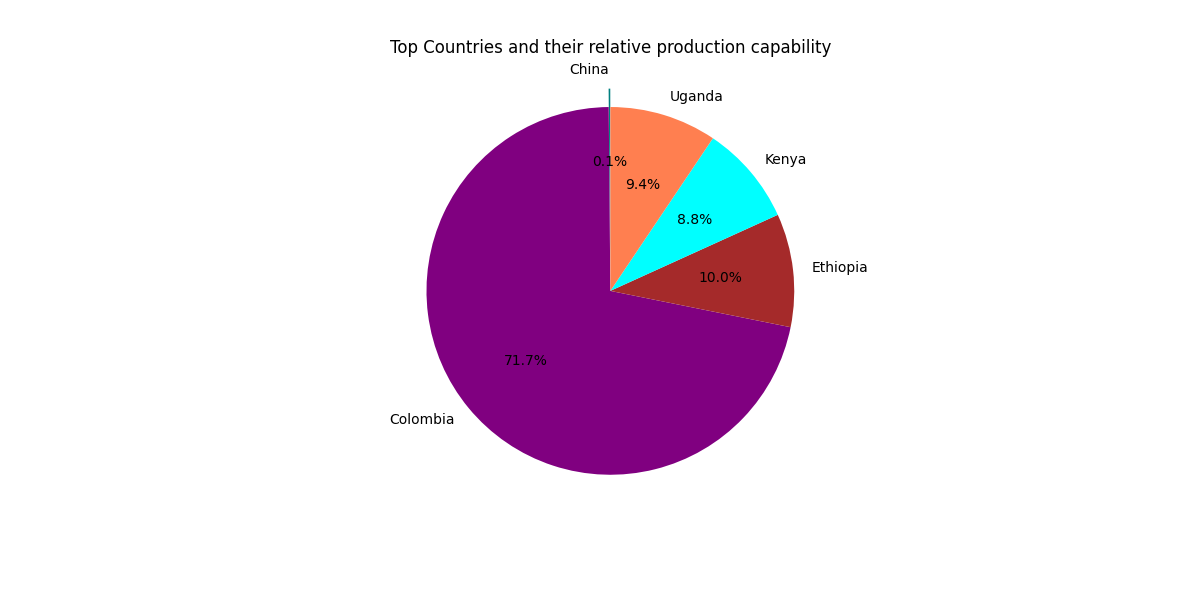 Top Countries and their relative production capability
China
Uganda
Kenya
Ethiopia
Colombia
0.1%
9.4%
8.8%
10.0%
71.7%